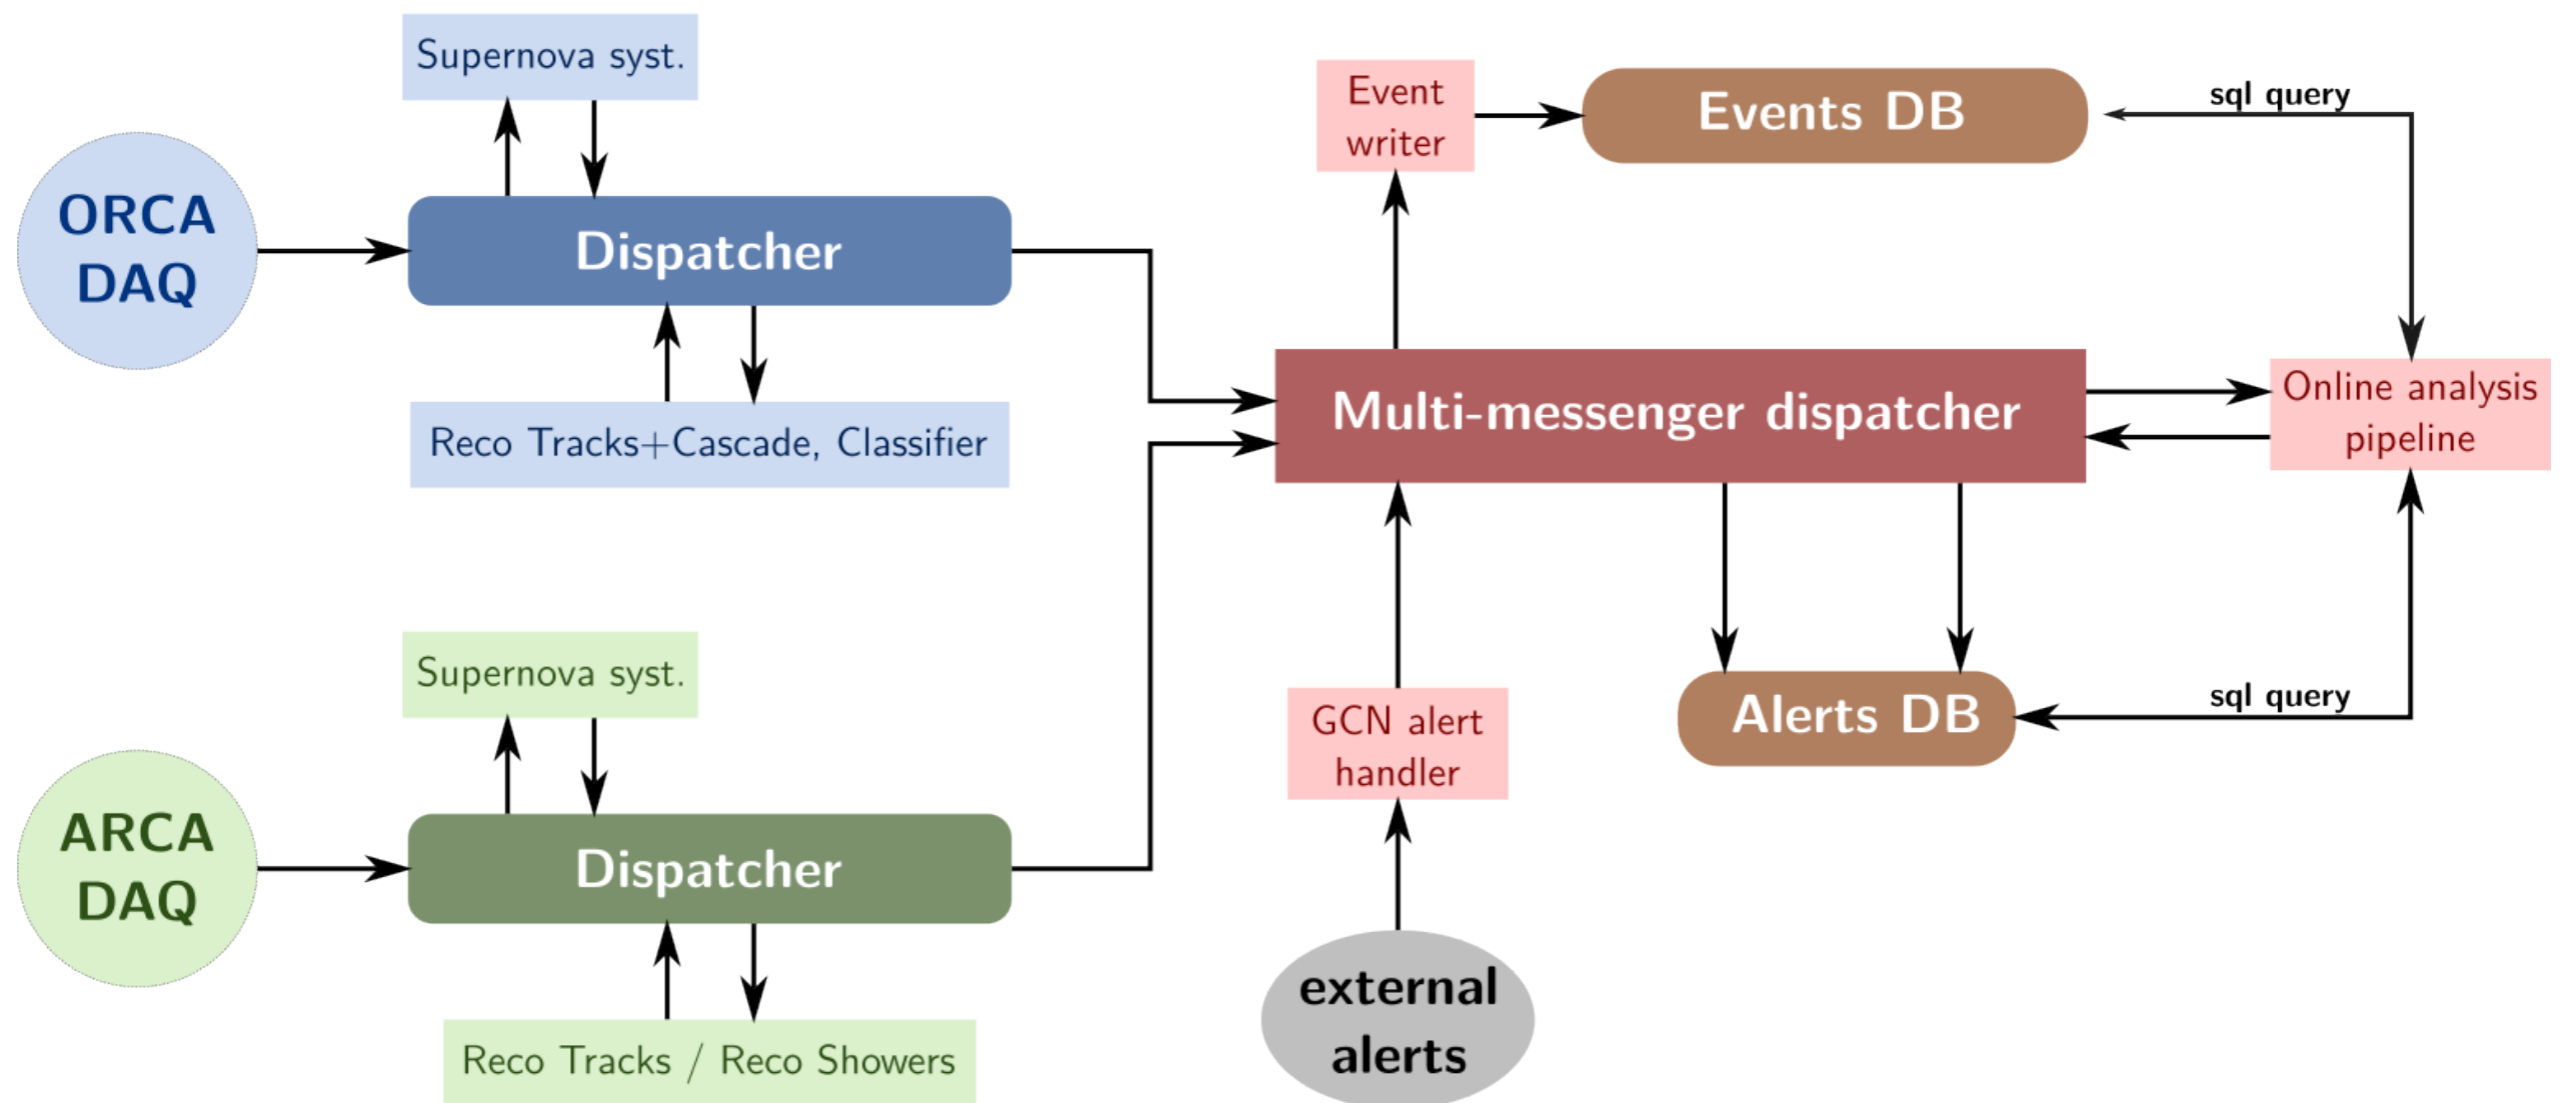 Supernova syst.
ORCA
DAQ
Dispatcher
Reco Tracks+Cascade, Classifier
Supernova syst.
ARCA
DAQ
Dispatcher
Reco Tracks / Reco Showers
Event
writer
Events DB
sql query
Multi-messenger dispatcher
Online analysis
pipeline
GCN alert
handler
Alerts DB
sql query
external
alerts